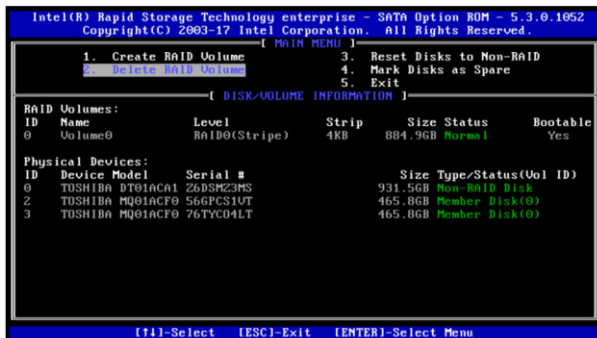 Intel(R) Rapid Storage Technology enterprise - SATA Option ROM - 5.3.0.1052
Copyright(C) 2003-17 Intel Corporation. All Rights Reserved.
[ MAIN MENU ]
1. Create RAID Volume 3. Reset Disks to Non-RAID
2. Delete RAID Volume 4. Mark Disks as Spare
5. Exit
[ DISK/VOLUME INFORMATION ]
RAID Volumes:
ID Name Level Strip Size Status Bootable
0 Volume0 RAID0(Stripe) 4KB 884.9GB Normal Yes
Physical Devices:
ID Device Model Serial # Size Type/Status(Vol ID)
0 TOSHIBA DT01ACA1 Z6DSMZ3MS 931.5GB Non-RAID Disk
2 TOSHIBA MQ01ACF0 56GPCS1VT 465.8GB Member Disk(0)
3 TOSHIBA MQ01ACF0 76TYCO4LT 465.8GB Member Disk(0)
[↑↓]-Select [ESC]-Exit [ENTER]-Select Menu